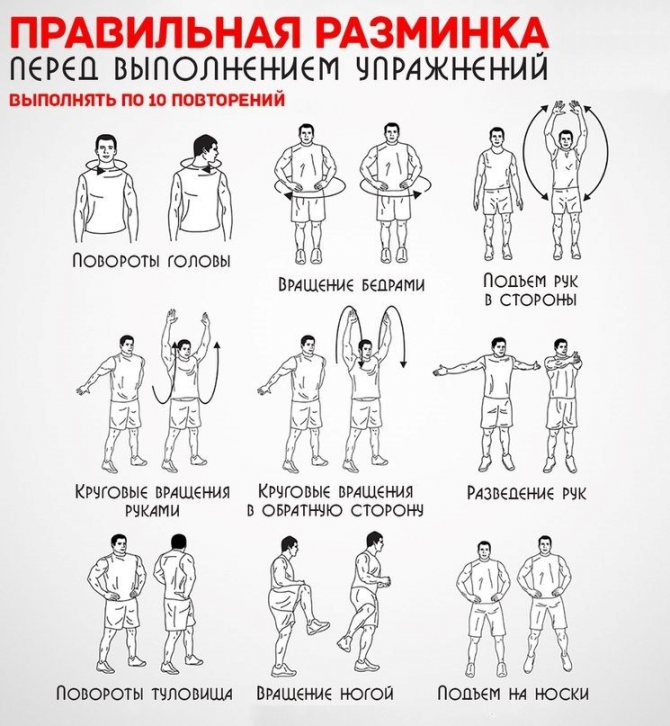 ПРАВИЛЬНАЯ РАЗМИНКА
ПЕРЕД ВЫПОЛНЕНИЕМ УПРАЖНЕНИЙ
ВЫПОЛНЯТЬ ПО 10 ПОВТОРЕНИЙ
Повороты головы
Вращение бедрами
Подъем рук
в стороны
Круговые вращения
руками
Круговые вращения
в обратную сторону
Разведение рук
Повороты туловища
Вращение ногой
Подъем на носки